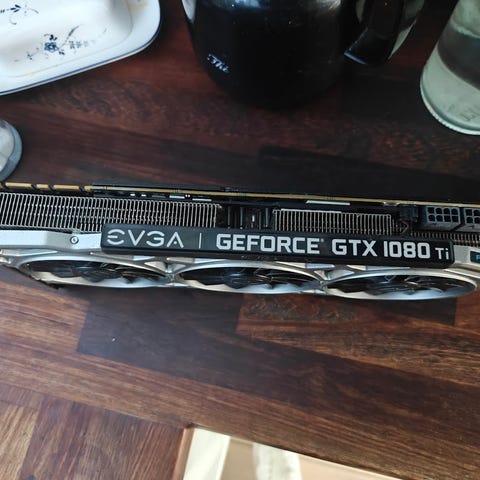 EVGA | GEFORCE GTX 1080 Ti